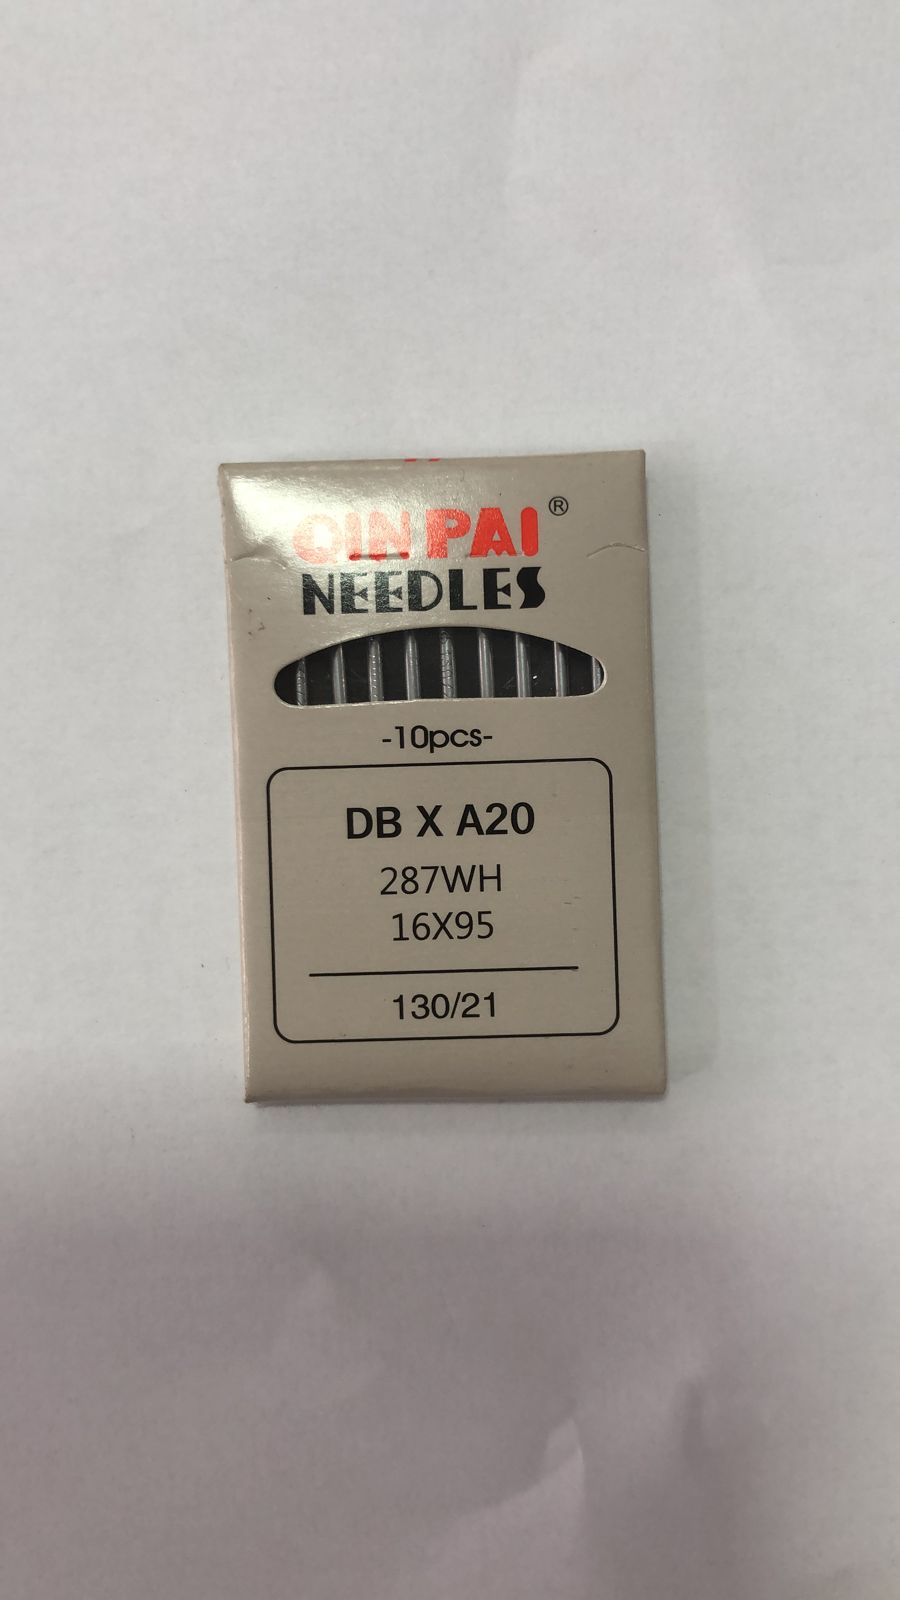 QIN PAI®
NEEDLES
-10pcs-
DB X A20
287WH
16X95
130/21